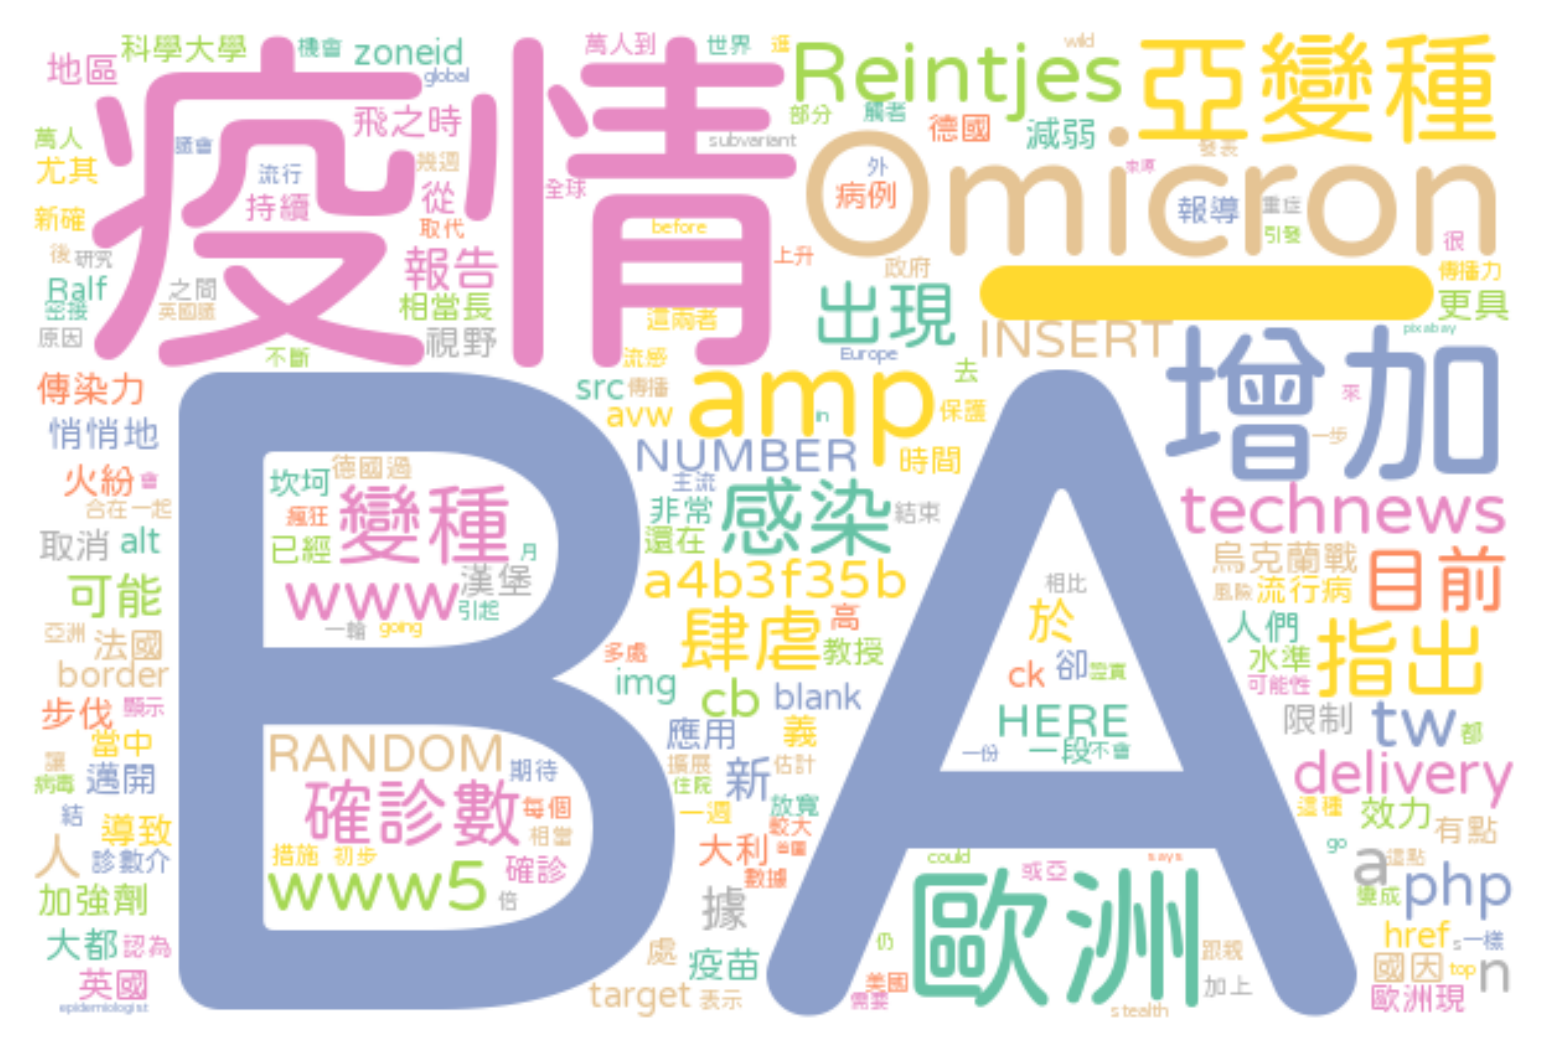 地區
科學大學
機會
zoneid
global
萬人到
世界
Reintjes
wild
亞變種
疫情
飛之時
subvariant
部分
觸者
德國
減弱
發表
Omicron
萬人
尤其
流行
幾週
持續
從
全球
外
病例
報導
重症
引發
很
新確
取代
before
上升
後
研究
報告
政府
傳播力
Ralf
密接
之間
相當長
這兩者
出現
更具
原因
視野
INSERT
pixabay
不斷
流感
Europe
增加
傳染力
src
傳播
amp
去
來
悄悄地
avw
in
保護
一步
BA
NUMBER
時間
火紛
會
坎坷
德國過
主流
technews
合在一起
瘋狂
變種
非常
感染
結束
取消
alt
已經
月
還在
烏克蘭戰
目前
可能
www
漢堡
a4b3f35b
相比
風險
流行病
引起
肆虐
高
於
人們
指出
亞洲
法國
一輪
going
多處
教授
水準
border
img
cb
blank
ck
卻
證實
可能性
步伐
顯示
應用
義
HERE
限制
tw
都
當中
RANDOM
期待
擴展
新
估計
一份
一段
不會
讓
病毒
邁開
住院
delivery
結
確診數
每個
一週
放寬
這種
效力
導致
相當
較大
有點
人
診數介
措施
初步
確診
大利
could
says
go
a
這點
加強劑
www5
倍
數據
或亞
變成
php
據
歐洲
大都
認為
仍
href
s
一樣
英國
處
疫苗
跟親
國因
top
n
epidemiologist
target
表示
美國
需要
加上
stealth
歐洲現